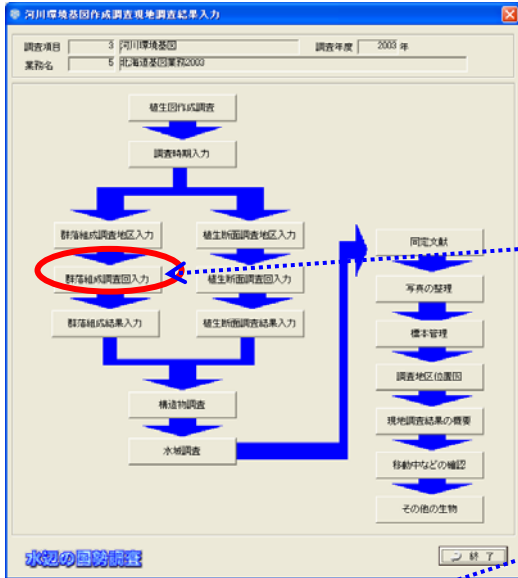 河川環境基図作成調査現地調査結果入力
調査項目 3 河川環境基図 調査年度 2003 年
業務名 5 北海道基図業務2003
植生図作成調査
調査時期入力
群落組成調査地区入力
群落組成調査回入力
群落組成結果入力
植生断面調査地区入力
植生断面調査回入力
植生断面調査結果入力
構造物調査
水域調査
同定文献
写真の整理
標本管理
調査地区位置図
現地調査結果の概要
移動中などの確認
その他の生物
水辺の国勢調査
終 了